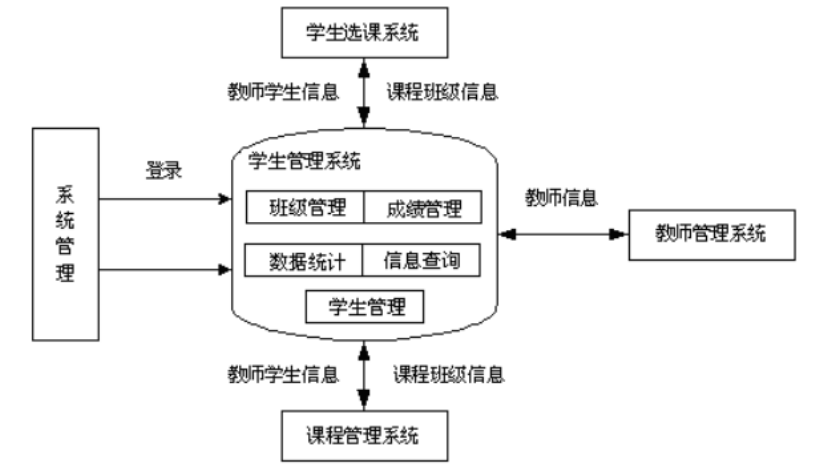 学生选课系统
教师学生信息 课程班级信息
系统管理
登录
学生管理系统
班级管理 成绩管理
数据统计 信息查询
学生管理
教师信息
教师管理系统
教师学生信息 课程班级信息
课程管理系统